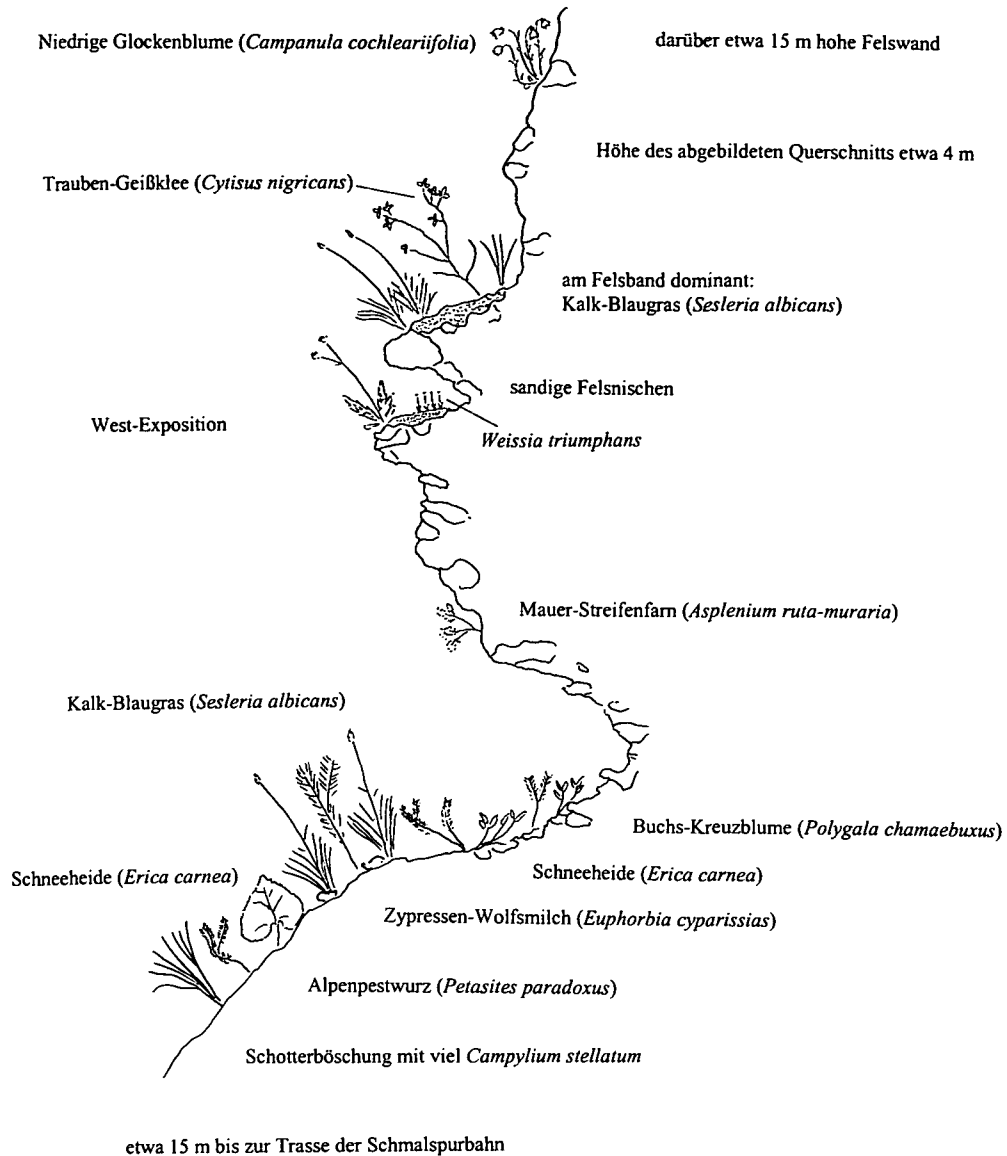 Niedrige Glockenblume (Campanula cochleariifolia)
darüber etwa 15 m hohe Felswand
Höhe des abgebildeten Querschnitts etwa 4 m
Trauben-Geißklee (Cytisus nigricans)
am Felsband dominant:
Kalk-Blaugras (Sesleria albicans)
sandige Felsnischen
West-Exposition
Weissia triumphans
Mauer-Streifenfarn (Asplenium ruta-muraria)
Kalk-Blaugras (Sesleria albicans)
Buchs-Kreuzblume (Polygala chamaebuxus)
Schneeheide (Erica carnea)
Schneeheide (Erica carnea)
Zypressen-Wolfsmilch (Euphorbia cyparissias)
Alpenpestwurz (Petasites paradoxus)
Schotterböschung mit viel Campylium stellatum
etwa 15 m bis zur Trasse der Schmalspurbahn